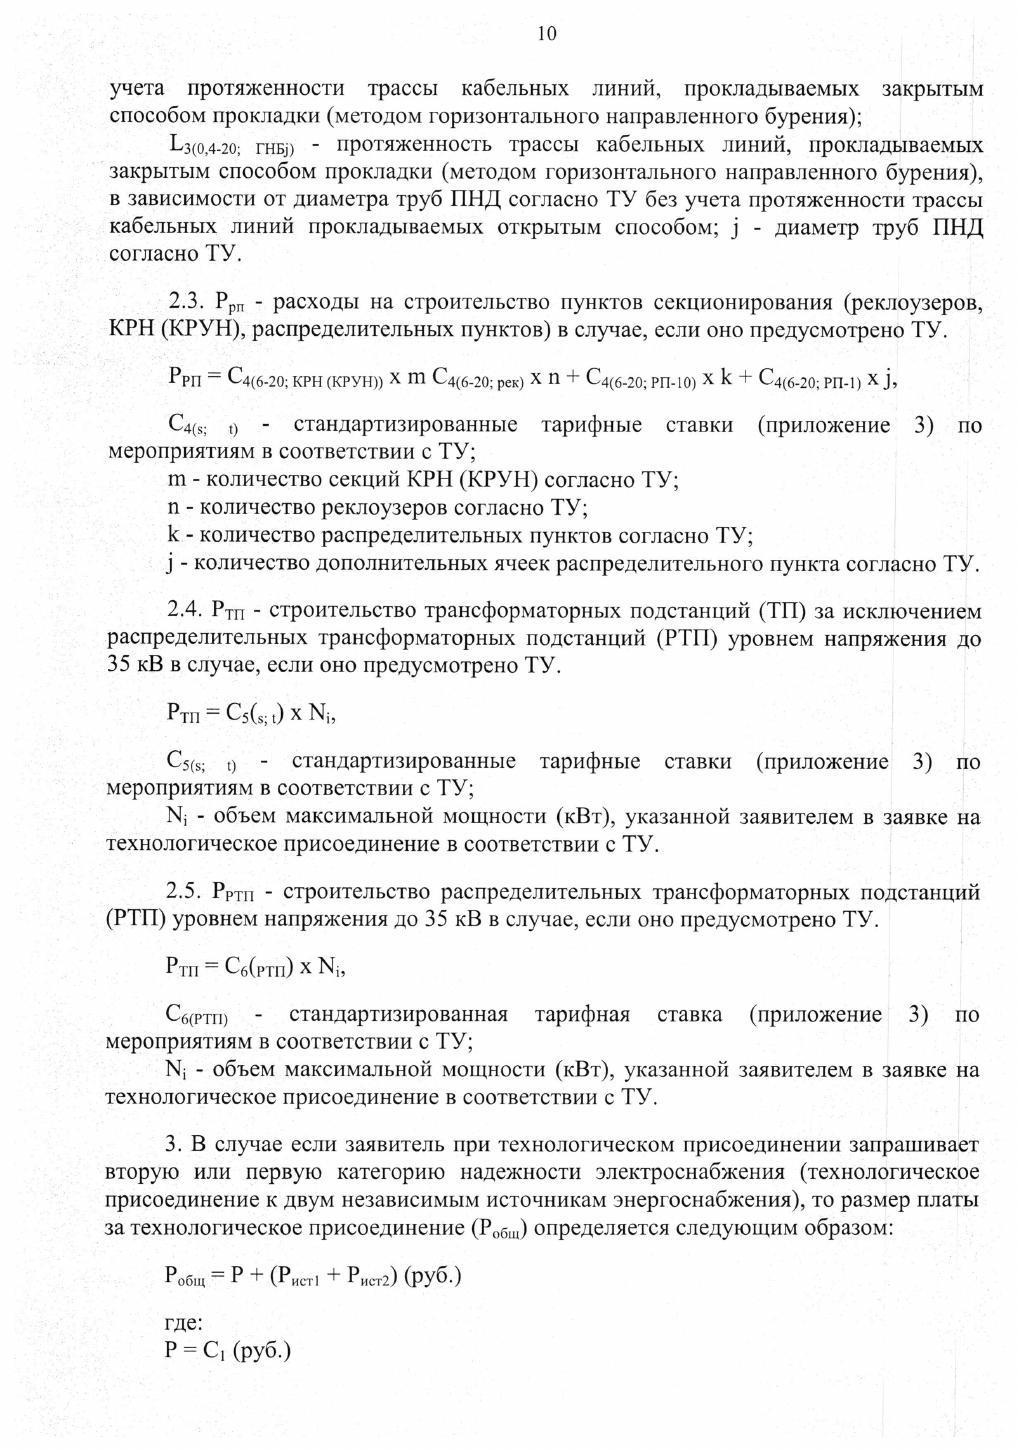 10
учета протяженности трассы кабельных линий, прокладываемых закрытым
способом прокладки (методом горизонтального направленного бурения);
L3(0,4-20; ГНБj) - протяженность трассы кабельных линий, прокладываемых
закрытым способом прокладки (методом горизонтального направленного бурения),
в зависимости от диаметра труб ПНД согласно ТУ без учета протяженности трассы
кабельных линий прокладываемых открытым способом; j - диаметр труб ПНД
согласно ТУ.
2.3. Ррп - расходы на строительство пунктов секционирования (реклоузеров,
КРН (КРУН), распределительных пунктов) в случае, если оно предусмотрено ТУ.
РРП = С4(6-20; КРН (КРУН)) х m С4(6-20; рек) х n + С4(6-20; РП-10) х k + С4(6-20; РП-1) х j,
С4(s; t) - стандартизированные тарифные ставки (приложение 3) по
мероприятиям в соответствии с ТУ;
m - количество секций КРН (КРУН) согласно ТУ;
n - количество реклоузеров согласно ТУ;
k - количество распределительных пунктов согласно ТУ;
j - количество дополнительных ячеек распределительного пункта согласно ТУ.
2.4. РТП - строительство трансформаторных подстанций (ТП) за исключением
распределительных трансформаторных подстанций (РТП) уровнем напряжения до
35 кВ в случае, если оно предусмотрено ТУ.
РТП = С5(s; t) х Ni,
С5(s; t) - стандартизированные тарифные ставки (приложение 3) по
мероприятиям в соответствии с ТУ;
Ni - объем максимальной мощности (кВт), указанной заявителем в заявке на
технологическое присоединение в соответствии с ТУ.
2.5. РРТП - строительство распределительных трансформаторных подстанций
(РТП) уровнем напряжения до 35 кВ в случае, если оно предусмотрено ТУ.
РТП = С6(РТП) х Ni,
С6(РТП) - стандартизированная тарифная ставка (приложение 3) по
мероприятиям в соответствии с ТУ;
Ni - объем максимальной мощности (кВт), указанной заявителем в заявке на
технологическое присоединение в соответствии с ТУ.
3. В случае если заявитель при технологическом присоединении запрашивает
вторую или первую категорию надежности электроснабжения (технологическое
присоединение к двум независимым источникам энергоснабжения), то размер платы
за технологическое присоединение (Робщ) определяется следующим образом:
Робщ = Р + (Рист1 + Рист2) (руб.)
где:
Р = С1 (руб.)